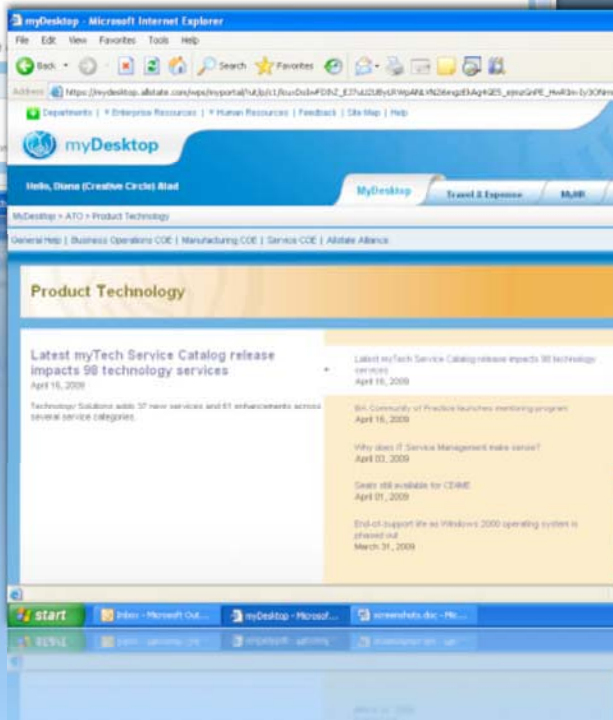 myDesktop - Microsoft Internet Explorer
File Edit View Favorites Tools Help
Back Search Favorites
Address
Departments | * Enterprise Resources | * Human Resources | Feedback | Site Map | Help
myDesktop
Hello, Diana (Creative Circle) Alad
MyDesktop Travel & Expense MyHR
MyDesktop > ATO > Product Technology
General Help | Business Operations COE | Manufacturing COE | Service COE | Allstate Alliance
Product Technology
Latest myTech Service Catalog release
impacts 98 technology services
April 16, 2009
Technology Solutions adds 37 new services and 61 enhancements across
several service categories.
Latest myTech Service Catalog release impacts 98 technology
services
April 16, 2009
BA Community of Practice launches mentoring program
April 16, 2009
Why does IT Service Management make sense?
April 03, 2009
Seats still available for
April 01, 2009
End-of-support life as Windows 2000 operating system is
phased out
March 31, 2009
start Inbox - Microsoft Out... myDesktop - Microsof... screenshots.doc - Mic...